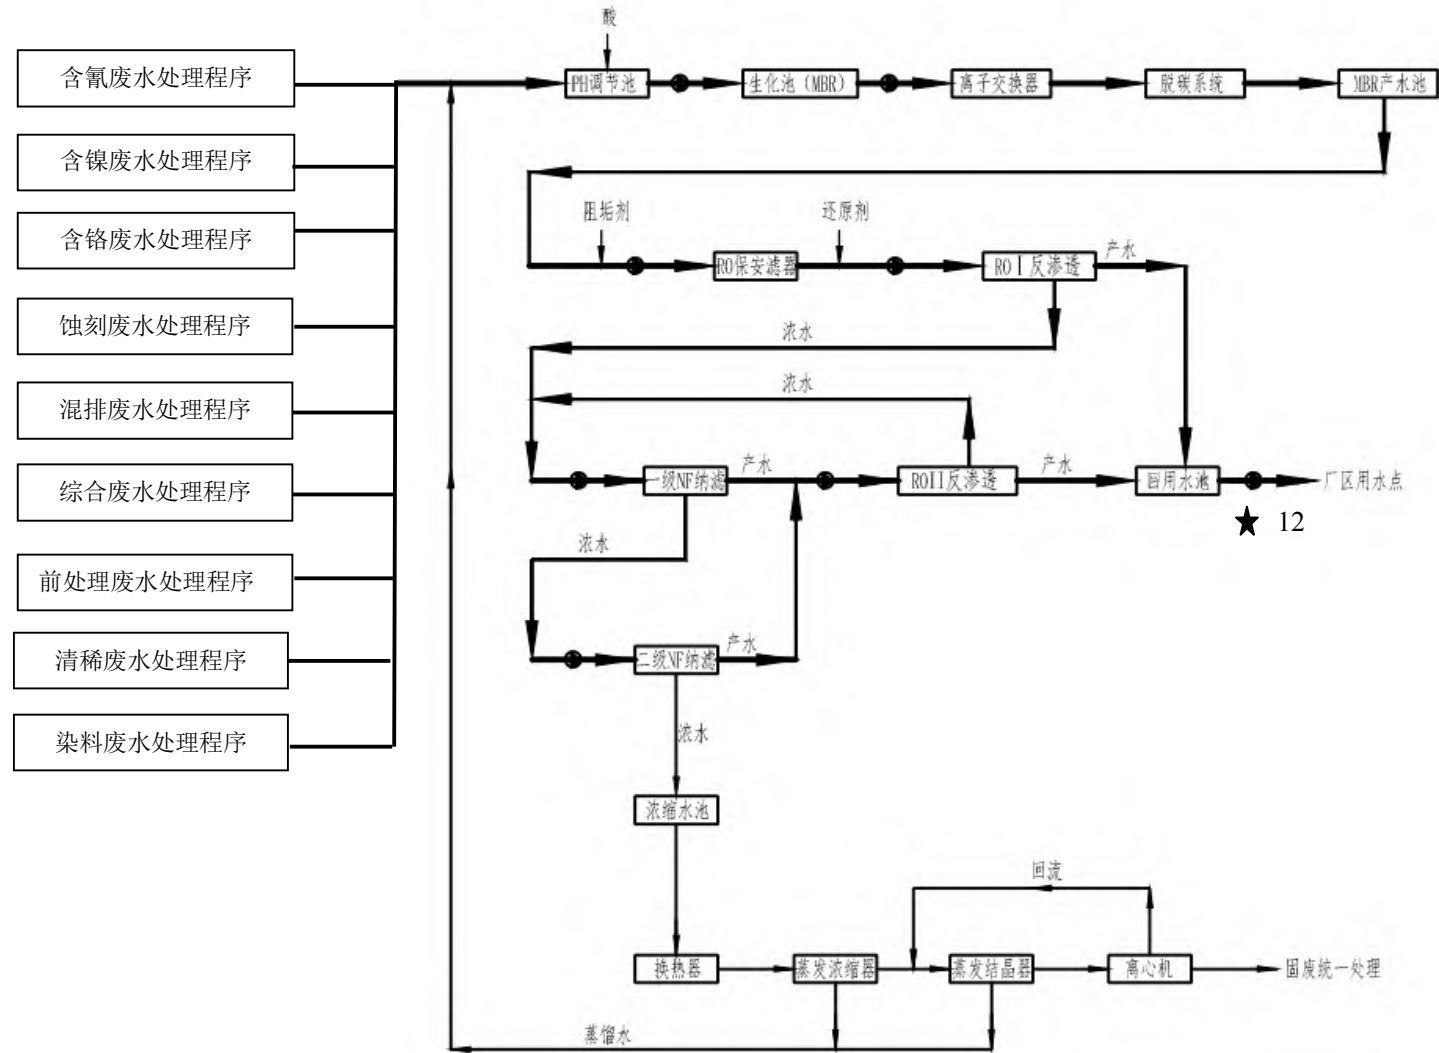 酸
含氰废水处理程序
PH调节池
生化池（MBR）
离子交换器
脱碳系统
MBR产水池
含镍废水处理程序
含铬废水处理程序
阻垢剂
还原剂
RO保安滤器
ROⅠ反渗透
产水
蚀刻废水处理程序
浓水
浓水
混排废水处理程序
综合废水处理程序
一级NF纳滤
产水
ROII反渗透
产水
回用水池
厂区用水点
★ 12
浓水
前处理废水处理程序
清稀废水处理程序
二级NF纳滤
产水
染料废水处理程序
浓水
浓缩水池
回流
换热器
蒸发浓缩器
蒸发结晶器
离心机
固废统一处理
蒸馏水